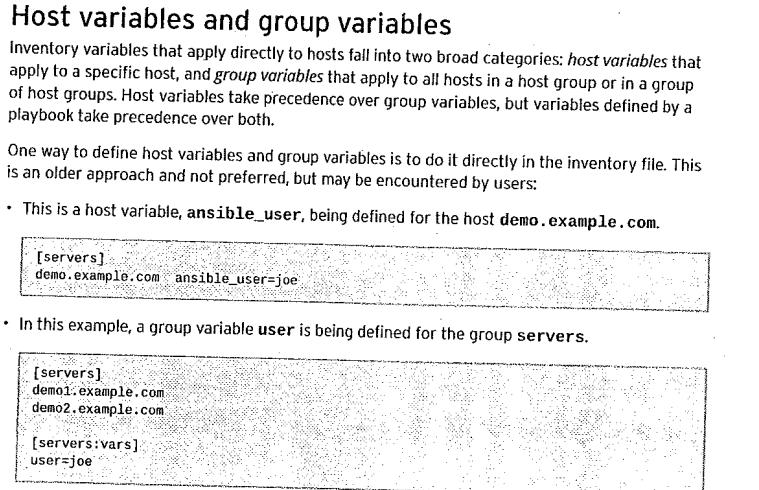 Host variables and group variables
Inventory variables that apply directly to hosts fall into two broad categories: host variables that
apply to a specific host, and group variables that apply to all hosts in a host group or in a group
of host groups. Host variables take precedence over group variables, but variables defined by a
playbook take precedence over both.
One way to define host variables and group variables is to do it directly in the inventory file. This
is an older approach and not preferred, but may be encountered by users:
• This is a host variable, ansible_user, being defined for the host demo.example.com.
[servers]
demo.example.com ansible_user=joe
• In this example, a group variable user is being defined for the group servers.
[servers]
demo1.example.com
demo2.example.com
[servers:vars]
user=joe